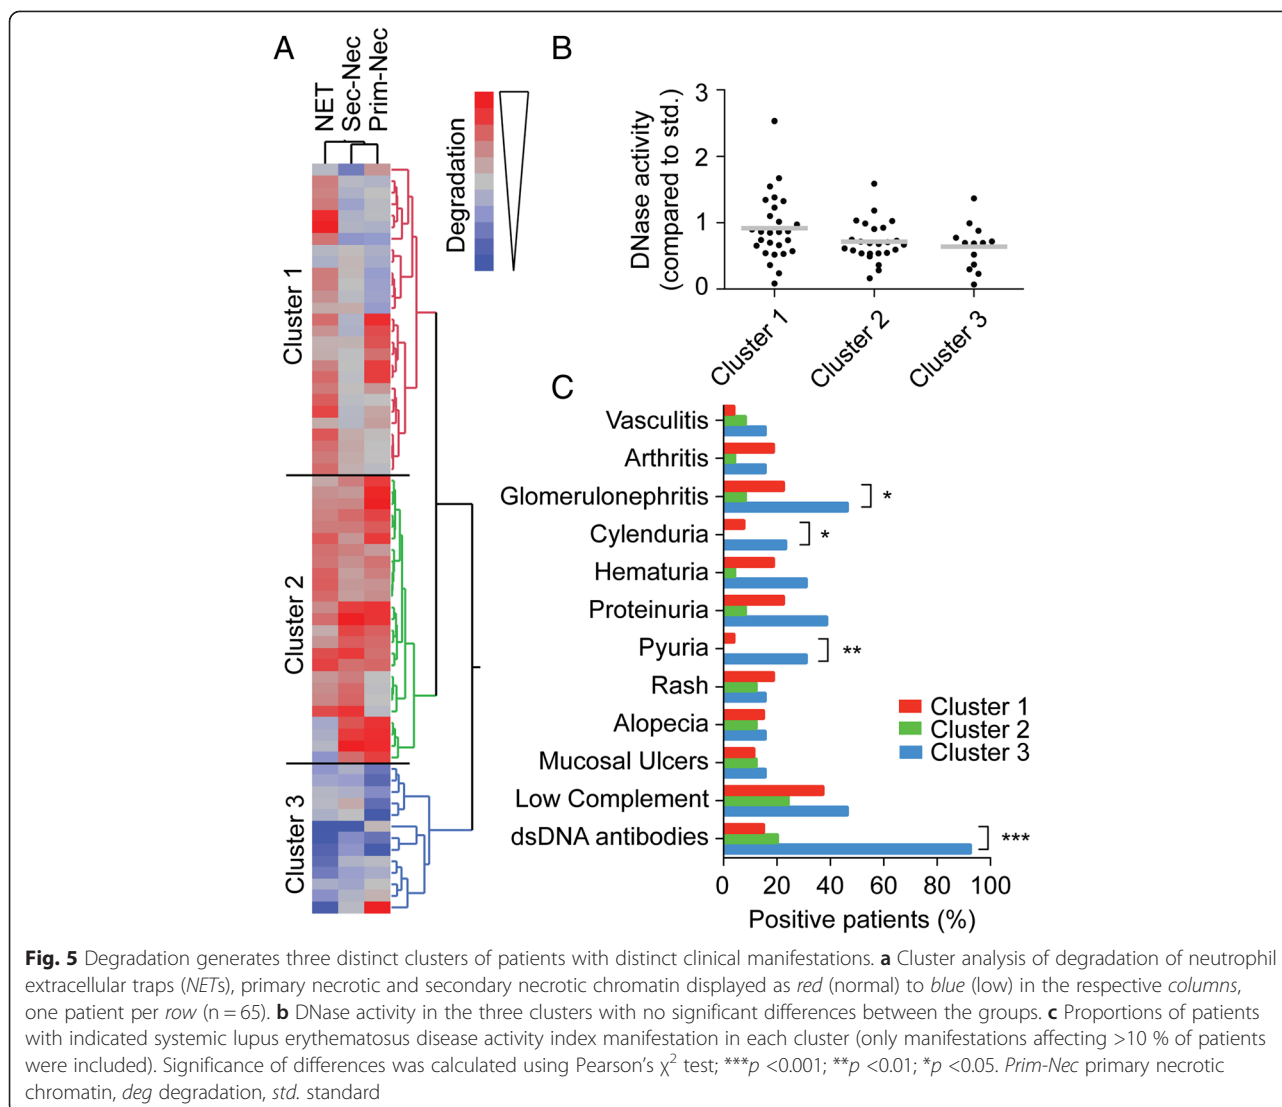 A
NET
Sec-Nec
Prim-Nec
Degradation
Cluster 1
Cluster 2
Cluster 3
B
DNase activity
(compared to std.)
3
2
1
0
Cluster 1
Cluster 2
Cluster 3
C
Vasculitis
Arthritis
Glomerulonephritis
*
Cylenduria
*
Hematuria
Proteinuria
Pyuria
**
Rash
Alopecia
Mucosal Ulcers
Low Complement
dsDNA antibodies
***
Cluster 1
Cluster 2
Cluster 3
0 20 40 60 80 100
Positive patients (%)
Fig. 5 Degradation generates three distinct clusters of patients with distinct clinical manifestations. a Cluster analysis of degradation of neutrophil
extracellular traps (NETs), primary necrotic and secondary necrotic chromatin displayed as red (normal) to blue (low) in the respective columns,
one patient per row (n = 65). b DNase activity in the three clusters with no significant differences between the groups. c Proportions of patients
with indicated systemic lupus erythematosus disease activity index manifestation in each cluster (only manifestations affecting >10 % of patients
were included). Significance of differences was calculated using Pearson's χ2 test; ***p <0.001; **p <0.01; *p <0.05. Prim-Nec primary necrotic
chromatin, deg degradation, std. standard